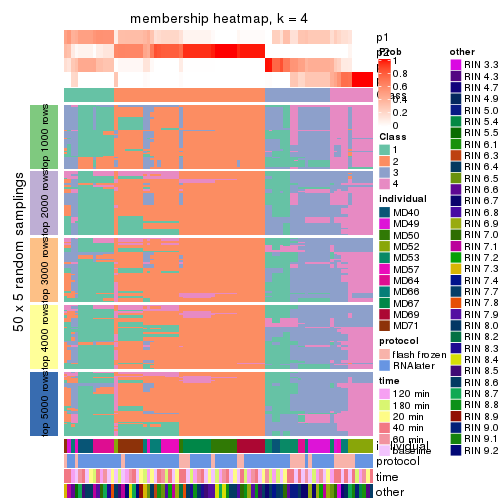 membership heatmap, k = 4
p1
p2
Prob
1
0.8
0.6
0.4
0.2
0
Class
1
2
3
4
50 x 5 random samplings
top 1000 rows
top 2000 rows
top 3000 rows
top 4000 rows
top 5000 rows
Individual
MD40
MD49
MD50
MD52
MD53
MD57
MD64
MD66
MD67
MD69
MD71
protocol
flash frozen
RNAlater
time
120 min
180 min
20 min
40 min
60 min
baseline
individual
protocol
time
other
other
RIN 3.3
RIN 4.3
RIN 4.7
RIN 4.9
RIN 5.0
RIN 5.4
RIN 5.5
RIN 6.1
RIN 6.3
RIN 6.4
RIN 6.5
RIN 6.6
RIN 6.7
RIN 6.8
RIN 6.9
RIN 7.0
RIN 7.1
RIN 7.2
RIN 7.3
RIN 7.4
RIN 7.7
RIN 7.8
RIN 7.9
RIN 8.0
RIN 8.2
RIN 8.3
RIN 8.4
RIN 8.5
RIN 8.6
RIN 8.7
RIN 8.8
RIN 8.9
RIN 9.0
RIN 9.1
RIN 9.2